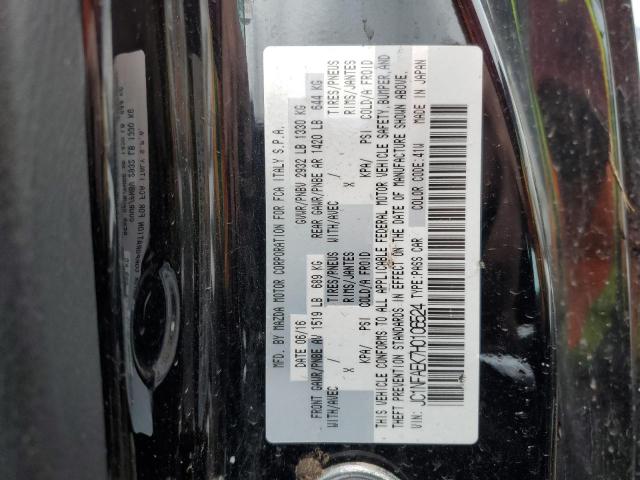 MFD. BY MAZDA MOTOR CORPORATION FOR FCA ITALY S.P.A.
DATE 06/16 GVWR/PNBV 2932 LB 1330 KG
FRONT GAWR/PNBE AV 1519 LB 689 KG REAR GAWR/PNBE AR 1420 LB 644 KG
WITH/AVEC / TIRES/PNEUS WITH/AVEC / TIRES/PNEUS
X RIMS/JANTES X RIMS/JANTES
KPA/ PSI COLD/A FROID KPA/ PSI COLD/A FROID
THIS VEHICLE CONFORMS TO ALL APPLICABLE FEDERAL MOTOR VEHICLE SAFETY,BUMPER,AND
THEFT PREVENTION STANDARDS IN EFFECT ON THE DATE OF MANUFACTURE SHOWN ABOVE.
VIN: JC1NFAEK7H0106524 TYPE:PASS CAR COLOR CODE:41W MADE IN JAPAN